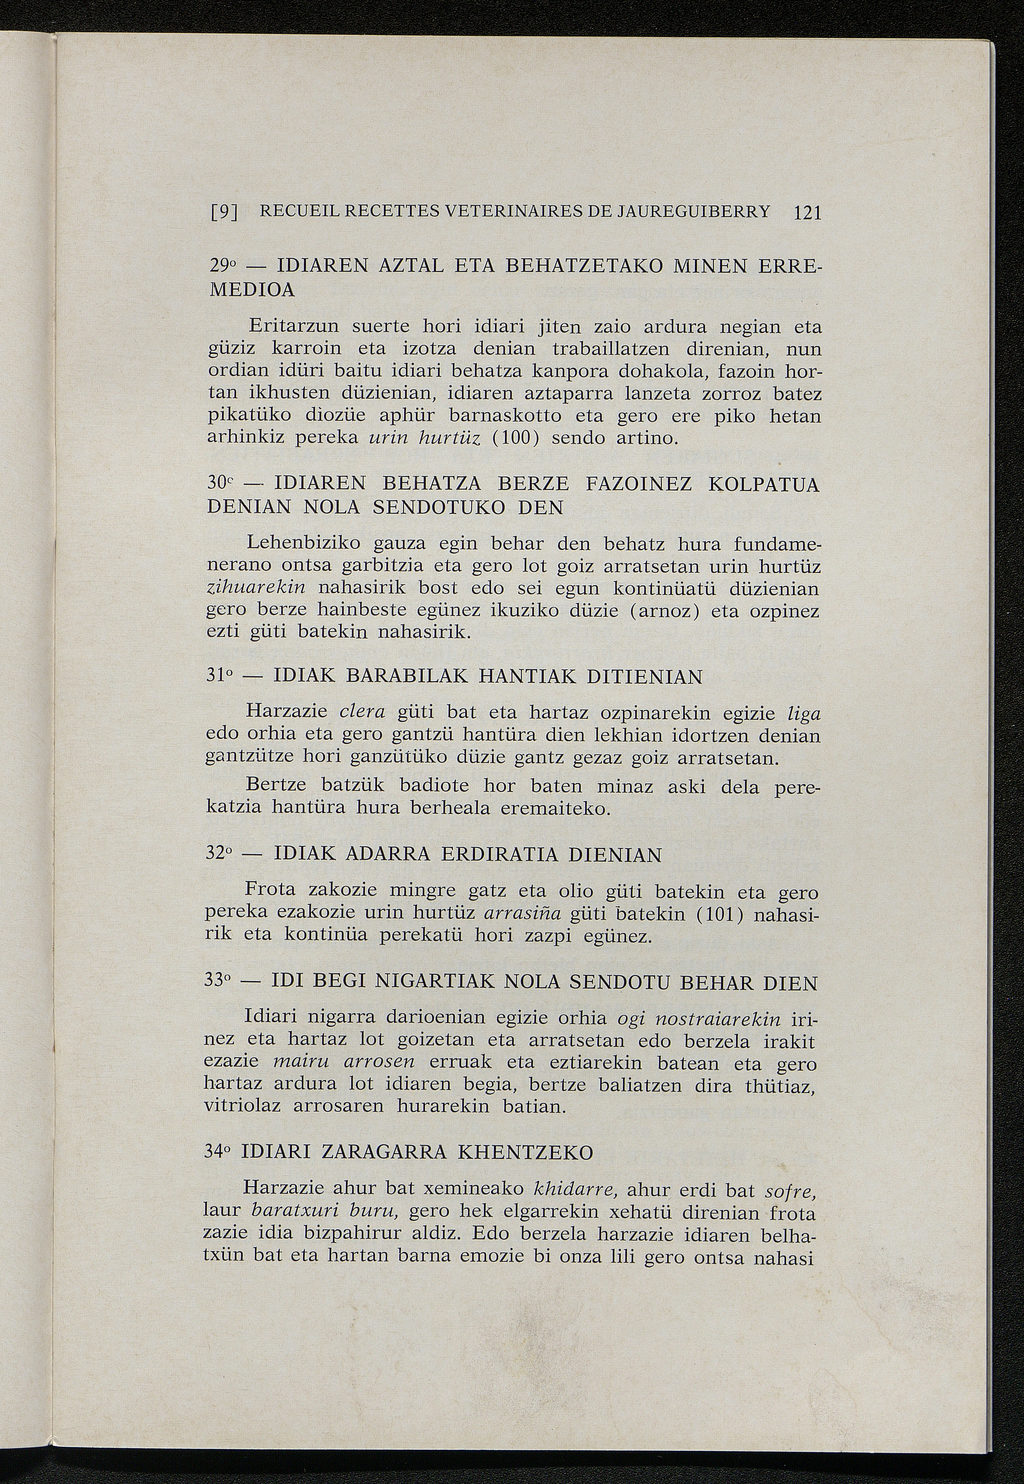 [9] RECUEIL RECETTES VETERINAIRES DE JAUREGUIBERRY 121
29º — IDIAREN AZTAL ETA BEHATZETAKO MINEN ERRE-
MEDIOA
Eritarzun suerte hori idiari jiten zaio ardura negian eta
güziz karroin eta izotza denian trabaillatzen direnian, nun
ordian idüri baitu idiari behatza kanpora dohakola, fazoin hor-
tan ikhusten düzienian, idiaren aztaparra lanzeta zorroz batez
pikatüko diozüe aphür barnaskotto eta gero ere piko hetan
arhinkiz pereka urin hurtüz (100) sendo artino.
30º — IDIAREN BEHATZA BERZE FAZOINEZ KOLPATUA
DENIAN NOLA SENDOTUKO DEN
Lehenbiziko gauza egin behar den behatz hura fundame-
nerano ontsa garbitzia eta gero lot goiz arratsetan urin hurtüz
zihuarekin nahasirik bost edo sei egun kontinüatü düzienian
gero berze hainbeste egünez ikuziko düzie (arnoz) eta ozpinez
ezti güti batekin nahasirik.
31º — IDIAK BARABILAK HANTIAK DITIENIAN
Harzazie clera güti bat eta hartaz ozpinarekin egizie liga
edo orhia eta gero gantzü hantüra dien lekhian idortzen denian
gantzütze hori ganzütüko düzie gantz gezaz goiz arratsetan.
Bertze batzük badiote hor baten minaz aski dela pere-
katzia hantüra hura berheala eremaiteko.
32º — IDIAK ADARRA ERDIRATIA DIENIAN
Frota zakozie mingre gatz eta olio güti batekin eta gero
pereka ezakozie urin hurtüz arrasiña güti batekin (101) nahasi-
rik eta kontinüa perekatü hori zazpi egünez.
33º — IDI BEGI NIGARTIAK NOLA SENDOTU BEHAR DIEN
Idiari nigarra darioenian egizie orhia ogi nostraiarekin iri-
nez eta hartaz lot goizetan eta arratsetan edo berzela irakit
ezazie mairu arrosen erruak eta eztiarekin batean eta gero
hartaz ardura lot idiaren begia, bertze baliatzen dira thütiaz,
vitriolaz arrosaren hurarekin batian.
34º IDIARI ZARAGARRA KHENTZEKO
Harzazie ahur bat xemineako khidarre, ahur erdi bat sofre,
laur baratxuri buru, gero hek elgarrekin xehatü direnian frota
zazie idia bizpahirur aldiz. Edo berzela harzazie idiaren belha-
txün bat eta hartan barna emozie bi onza lili gero ontsa nahasi